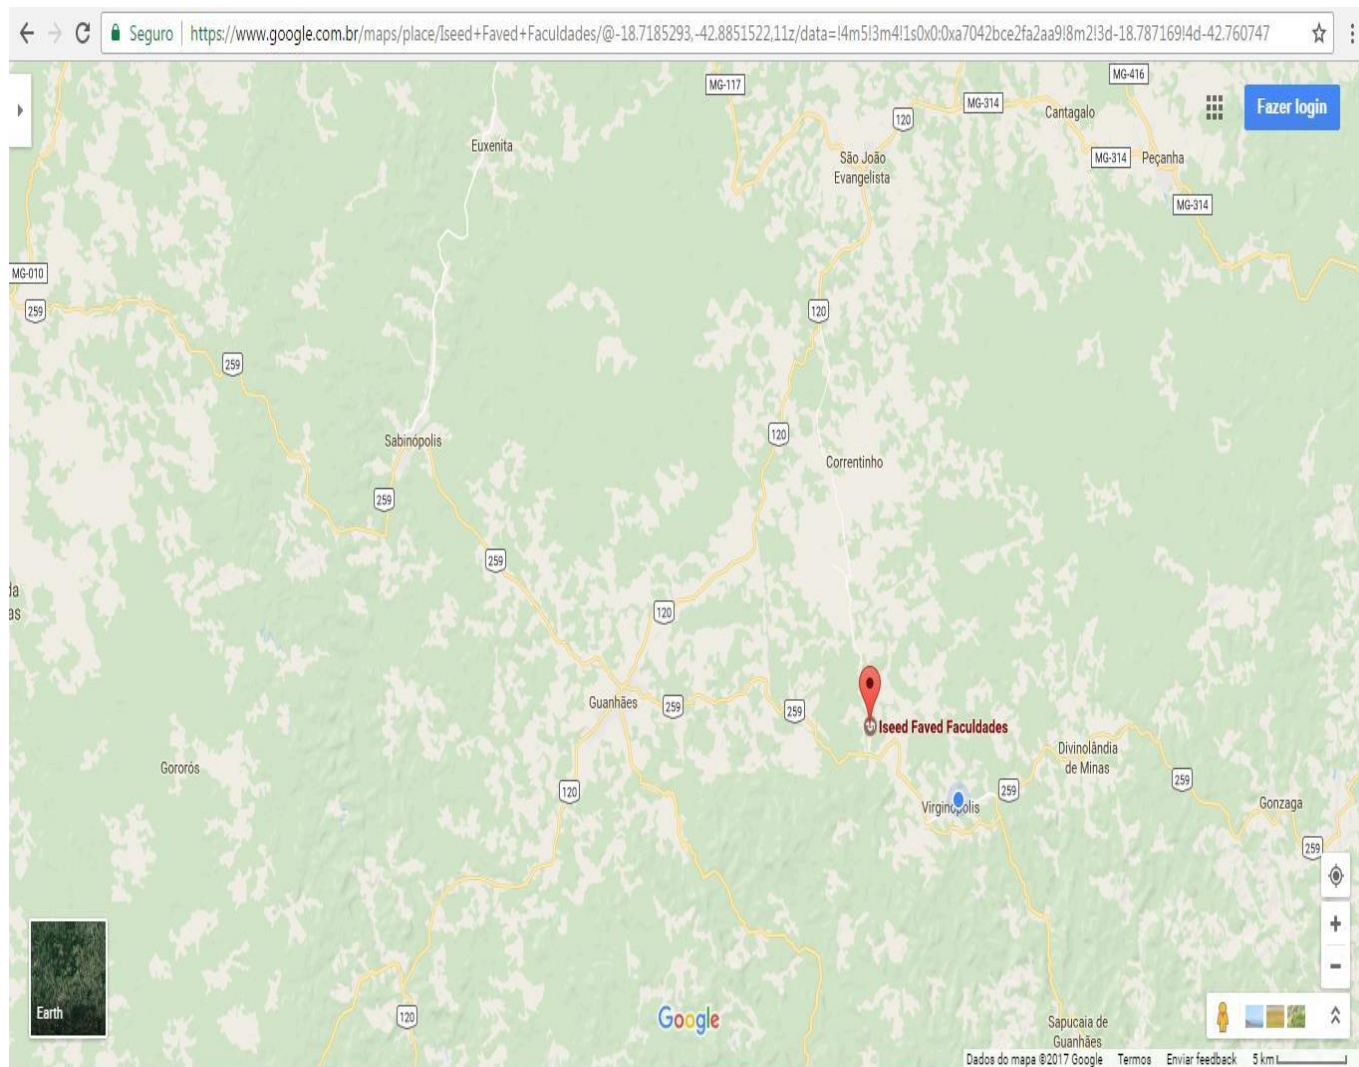 Seguro https://www.google.com.br/maps/place/Iseed+Faved+Faculdades/@-18.7185293,-42.8851522,11z/data=!4m5!3m4!1s0x0:0xa7042bce2fa2aa9!8m2!3d-18.787169!4d-42.760747
MG-117
MG-416
120
MG-314
Cantagalo
Fazer login
Euxenita
São João
Evangelista
MG-314
Peçanha
MG-314
MG-010
259
120
259
120
Sabinópolis
Correntinho
259
259
da
as
120
Guanhães
259
259
Iseed Faved Faculdades
Gororós
Divinolândia
de Minas
259
120
259
Virginópolis
Gonzaga
259
Earth
120
Google
Sapucaia de
Guanhães
Dados do mapa ©2017 Google Termos Enviar feedback 5 km